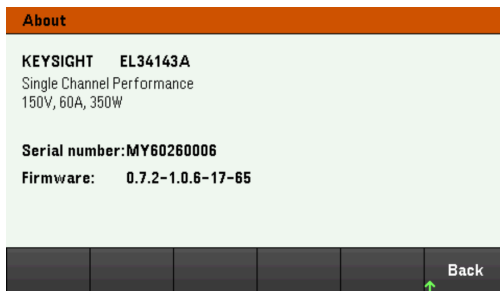 About
KEYSIGHT EL34143A
Single Channel Performance
150V, 60A, 350W
Serial number:MY60260006
Firmware: 0.7.2-1.0.6-17-65
Back